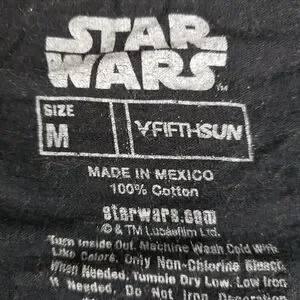 STAR
WARS
SIZE
M
FIFTHSUN
MADE IN MEXICO
100% Cotton
starwars.com
© & TM Lucasfilm Ltd.
Turn Inside Out. Machine Wash Cold With
Like Colors. Only Non-Chlorine Bleach
When Needed. Tumble Dry Low. Low Iron
If Needed. Do Not Iron Decoration